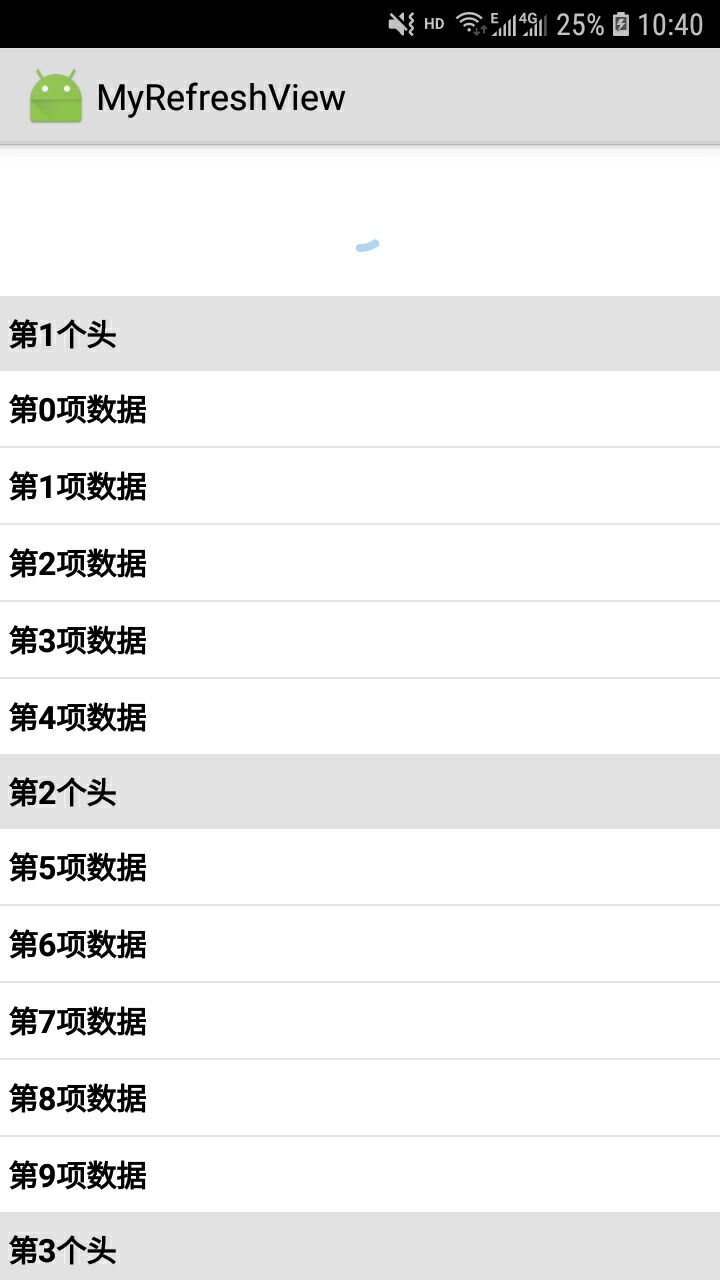 HD E 4G 25% 10:40
MyRefreshView
第1个头
第0项数据
第1项数据
第2项数据
第3项数据
第4项数据
第2个头
第5项数据
第6项数据
第7项数据
第8项数据
第9项数据
第3个头